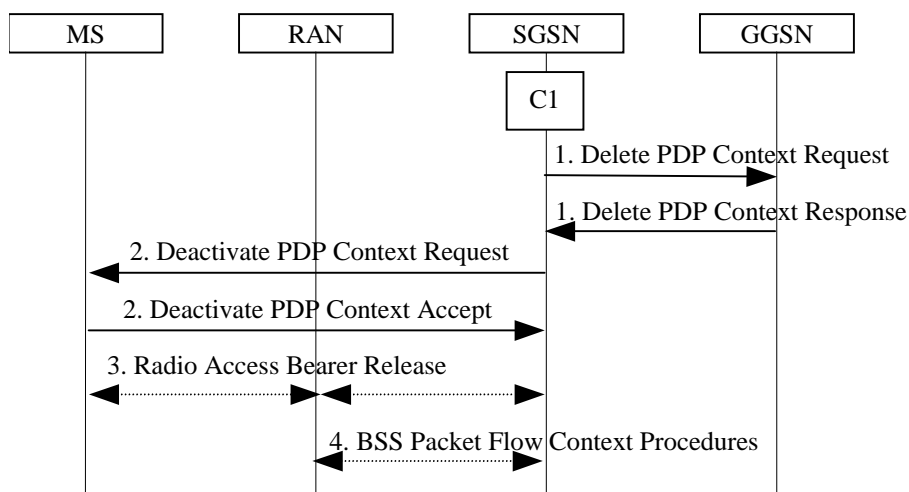 MS
RAN
SGSN
GGSN
C1
1. Delete PDP Context Request
1. Delete PDP Context Response
2. Deactivate PDP Context Request
2. Deactivate PDP Context Accept
3. Radio Access Bearer Release
4. BSS Packet Flow Context Procedures